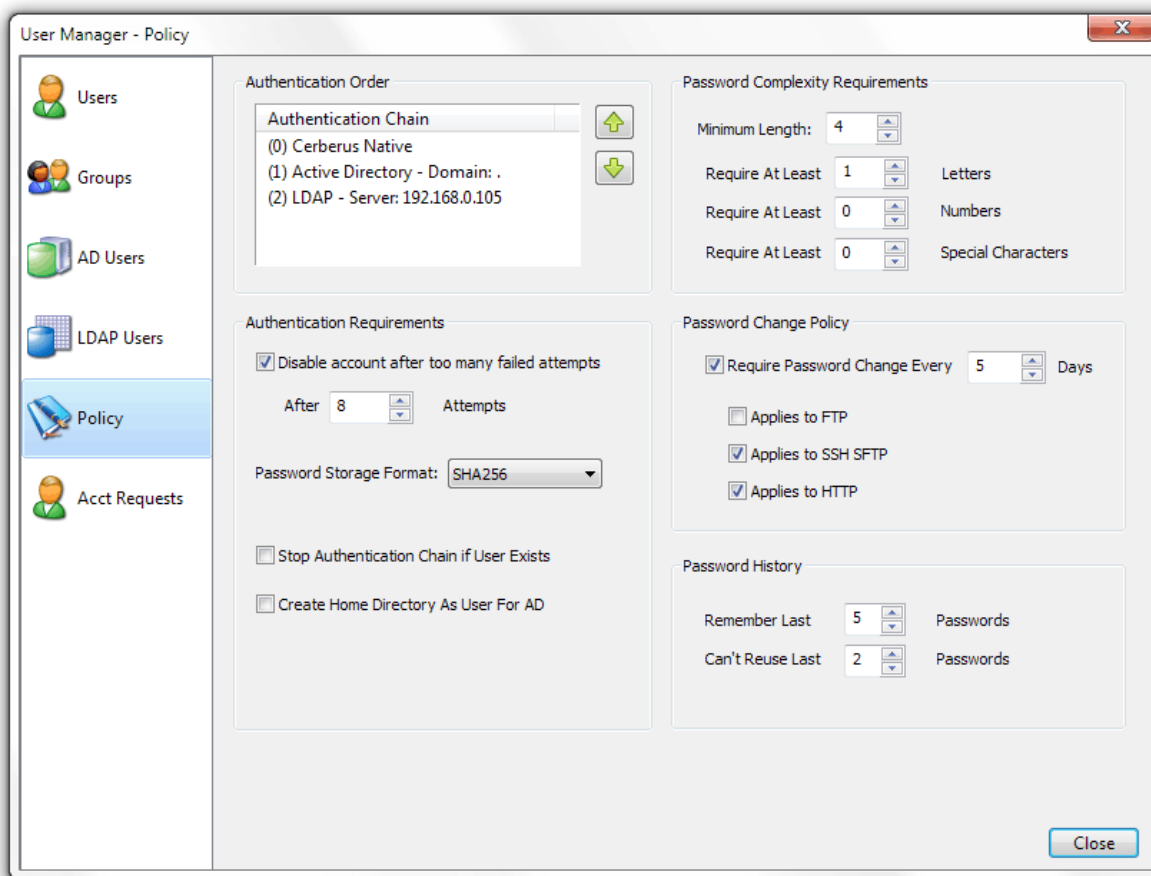 User Manager - Policy
Users
Groups
AD Users
LDAP Users
Policy
Acct Requests
Authentication Order
Authentication Chain
(0) Cerberus Native
(1) Active Directory - Domain: .
(2) LDAP - Server: 192.168.0.105
Authentication Requirements
Disable account after too many failed attempts
After 8 Attempts
Password Storage Format: SHA256
Stop Authentication Chain if User Exists
Create Home Directory As User For AD
Password Complexity Requirements
Minimum Length: 4
Require At Least 1 Letters
Require At Least 0 Numbers
Require At Least 0 Special Characters
Password Change Policy
Require Password Change Every 5 Days
Applies to FTP
Applies to SSH SFTP
Applies to HTTP
Password History
Remember Last 5 Passwords
Can't Reuse Last 2 Passwords
Close